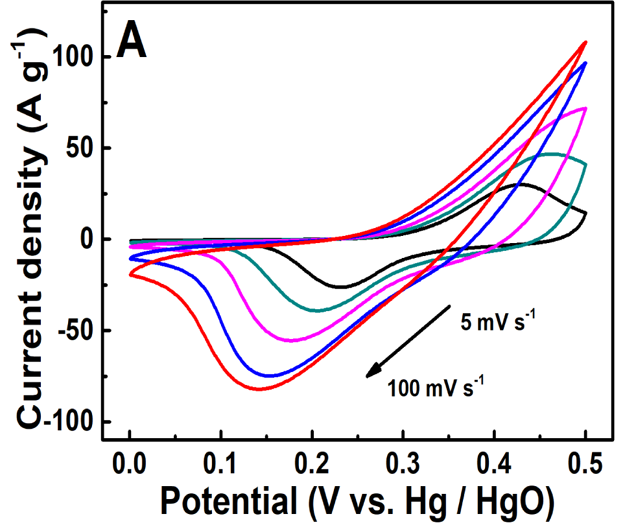 A
Current density (A g⁻¹)
100
50
0
-50
-100
5 mV s⁻¹
100 mV s⁻¹
0.0 0.1 0.2 0.3 0.4 0.5
Potential (V vs. Hg / HgO)